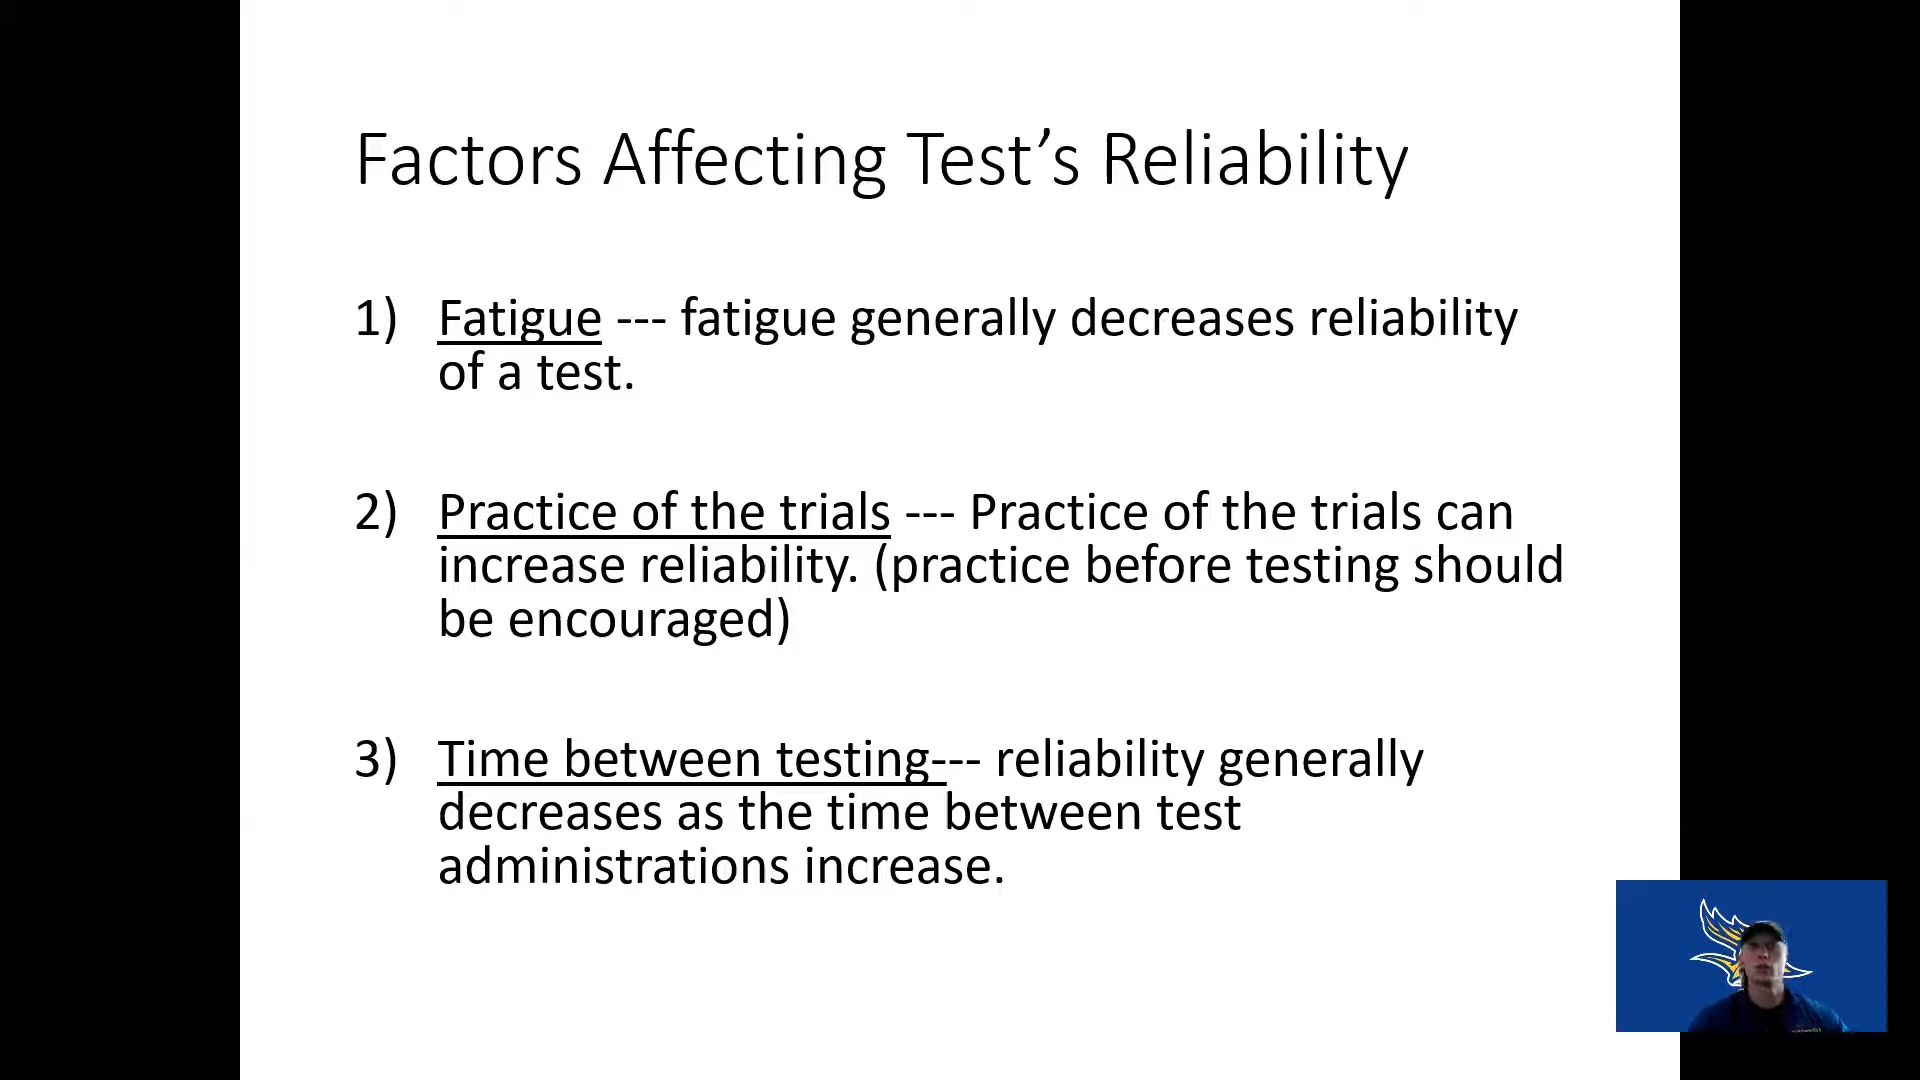 Factors Affecting Test’s Reliability
1) Fatigue --- fatigue generally decreases reliability
of a test.
2) Practice of the trials --- Practice of the trials can
increase reliability. (practice before testing should
be encouraged)
3) Time between testing--- reliability generally
decreases as the time between test
administrations increase.